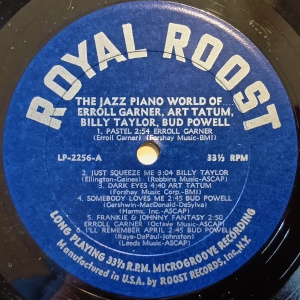 ROYAL ROOST
THE JAZZ PIANO WORLD OF...
ERROLL GARNER, ART TATUM,
BILLY TAYLOR, BUD POWELL
1. PASTEL 2:54 ERROLL GARNER
(Erroll Garner) (Forshay Music-BMI)
LP-2256-A 33⅓ RPM
2. JUST SQUEEZE ME 3:04 BILLY TAYLOR
(Ellington-Gaines) (Robbins Music-ASCAP)
3. DARK EYES 4:40 ART TATUM
(Forshay Music Corp.-BMI)
4. SOMEBODY LOVES ME 2:45 BUD POWELL
(Gershwin-MacDonald-DeSylva)
(Harms, Inc.-ASCAP)
5. FRANKIE & JOHNNY FANTASY 2:50
ERROLL GARNER (Octave Music-ASCAP)
6. I'LL REMEMBER APRIL 2:45 BUD POWELL
(Raye-DePaul-Johnston)
(Leeds Music-ASCAP)
LONG PLAYING 33⅓ R.P.M. MICROGROOVE RECORDING
Manufactured in U.S.A. by ROOST RECORDS, Inc., N.Y.